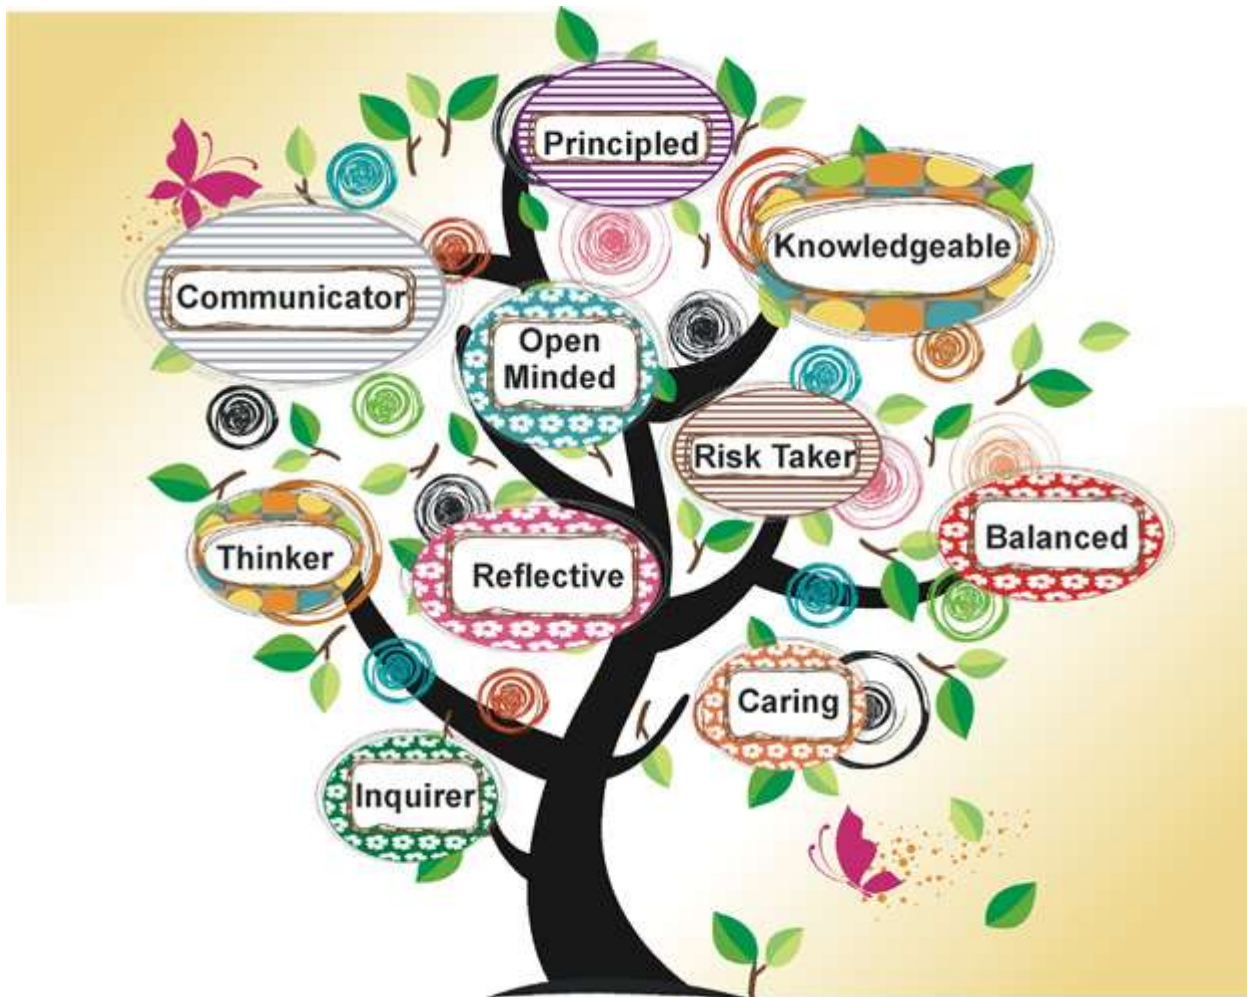 Principled
Knowledgeable
Communicator
Open
Minded
Risk Taker
Balanced
Thinker
Reflective
Caring
Inquirer